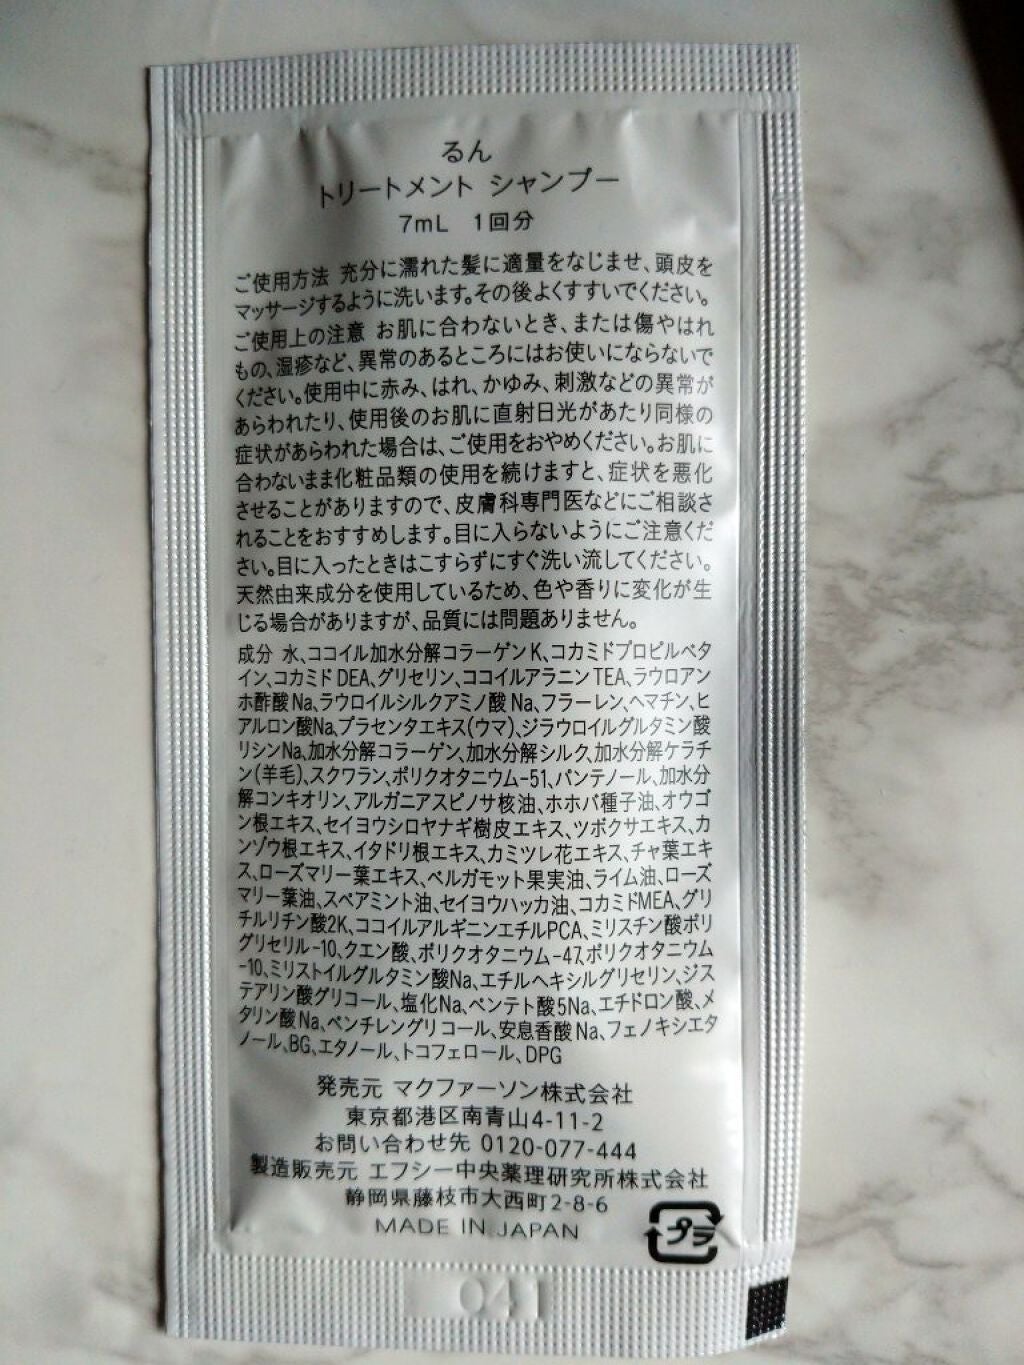 るん
トリートメント シャンプー
7mL 1回分
ご使用方法 充分に濡れた髪に適量をなじませ、頭皮を
マッサージするように洗います。その後よくすすいでください。
ご使用上の注意 お肌に合わないとき、または傷やはれ
もの、湿疹など、異常のあるところにはお使いにならないで
ください。使用中に赤み、はれ、かゆみ、刺激などの異常が
あらわれたり、使用後のお肌に直射日光があたり同様の
症状があらわれた場合は、ご使用をおやめください。お肌に
合わないまま化粧品類の使用を続けますと、症状を悪化
させることがありますので、皮膚科専門医などにご相談さ
れることをおすすめします。目に入らないようにご注意くだ
さい。目に入ったときはこすらずにすぐ洗い流してください。
天然由来成分を使用しているため、色や香りに変化が生
じる場合がありますが、品質には問題ありません。
成分 水、ココイル加水分解コラーゲンK、コカミドプロピルベタ
イン、コカミドDEA、グリセリン、ココイルアラニンTEA、ラウロアン
ホ酢酸Na、ラウロイルシルクアミノ酸Na、フラーレン、ヘマチン、ヒ
アルロン酸Na、プラセンタエキス(ウマ)、ジラウロイルグルタミン酸
リシンNa、加水分解コラーゲン、加水分解シルク、加水分解ケラチ
ン(羊毛)、スクワラン、ポリクオタニウム-51、パンテノール、加水分
解コンキオリン、アルガニアスピノサ核油、ホホバ種子油、オウゴ
ン根エキス、セイヨウシロヤナギ樹皮エキス、ツボクサエキス、カ
ンゾウ根エキス、イタドリ根エキス、カミツレ花エキス、チャ葉エキ
ス、ローズマリー葉エキス、ベルガモット果実油、ライム油、ローズ
マリー葉油、スペアミント油、セイヨウハッカ油、コカミドMEA、グリ
チルリチン酸2K、ココイルアルギニンエチルPCA、ミリスチン酸ポリ
グリセリル-10、クエン酸、ポリクオタニウム-47、ポリクオタニウム
-10、ミリストイルグルタミン酸Na、エチルヘキシルグリセリン、ジス
テアリン酸グリコール、塩化Na、ペンテト酸5Na、エチドロン酸、メ
タリン酸Na、ペンチレングリコール、安息香酸Na、フェノキシエタ
ノール、BG、エタノール、トコフェロール、DPG
発売元 マクファーソン株式会社
東京都港区南青山4-11-2
お問い合わせ先 0120-077-444
製造販売元 エフシー中央薬理研究所株式会社
静岡県藤枝市大西町2-8-6
MADE IN JAPAN
プラ
041